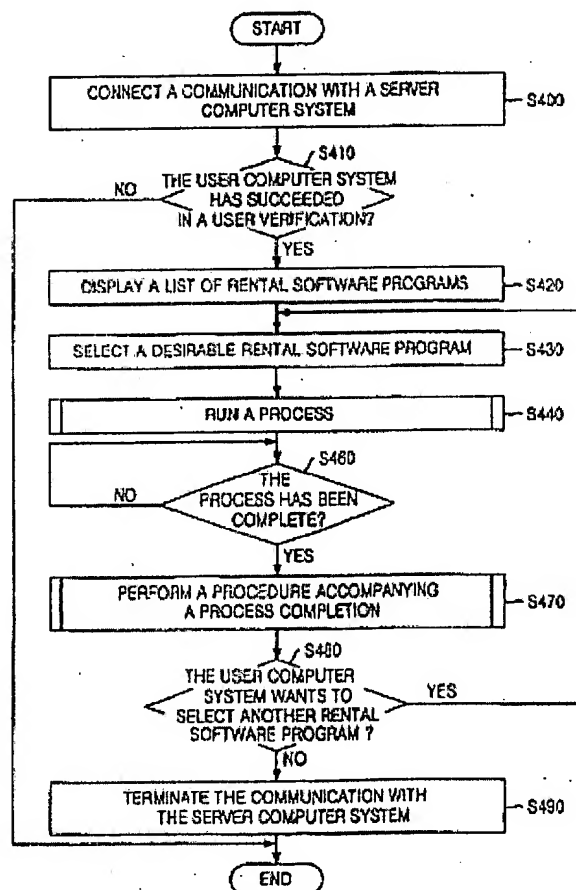 START
CONNECT A COMMUNICATION WITH A SERVER
COMPUTER SYSTEM
S400
S410
NO
THE USER COMPUTER SYSTEM
HAS SUCCEEDED
IN A USER VERIFICATION?
YES
DISPLAY A LIST OF RENTAL SOFTWARE PROGRAMS
S420
SELECT A DESIRABLE RENTAL SOFTWARE PROGRAM
S430
RUN A PROCESS
S440
S460
NO
THE
PROCESS HAS BEEN
COMPLETE?
YES
PERFORM A PROCEDURE ACCOMPANYING
A PROCESS COMPLETION
S470
S480
THE USER COMPUTER
SYSTEM WANTS TO
SELECT ANOTHER RENTAL
SOFTWARE PROGRAM ?
YES
NO
TERMINATE THE COMMUNICATION WITH
THE SERVER COMPUTER SYSTEM
S490
END